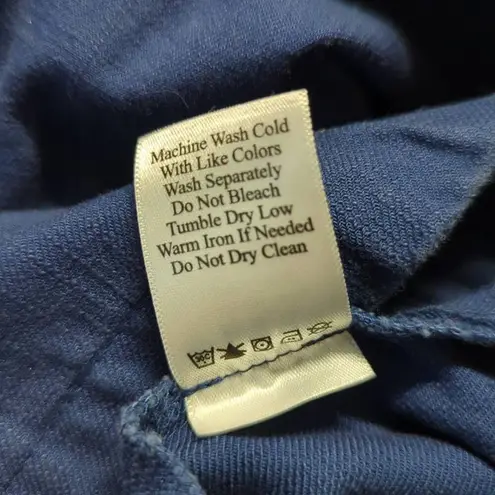 Machine Wash Cold
With Like Colors
Wash Separately
Do Not Bleach
Tumble Dry Low
Warm Iron If Needed
Do Not Dry Clean